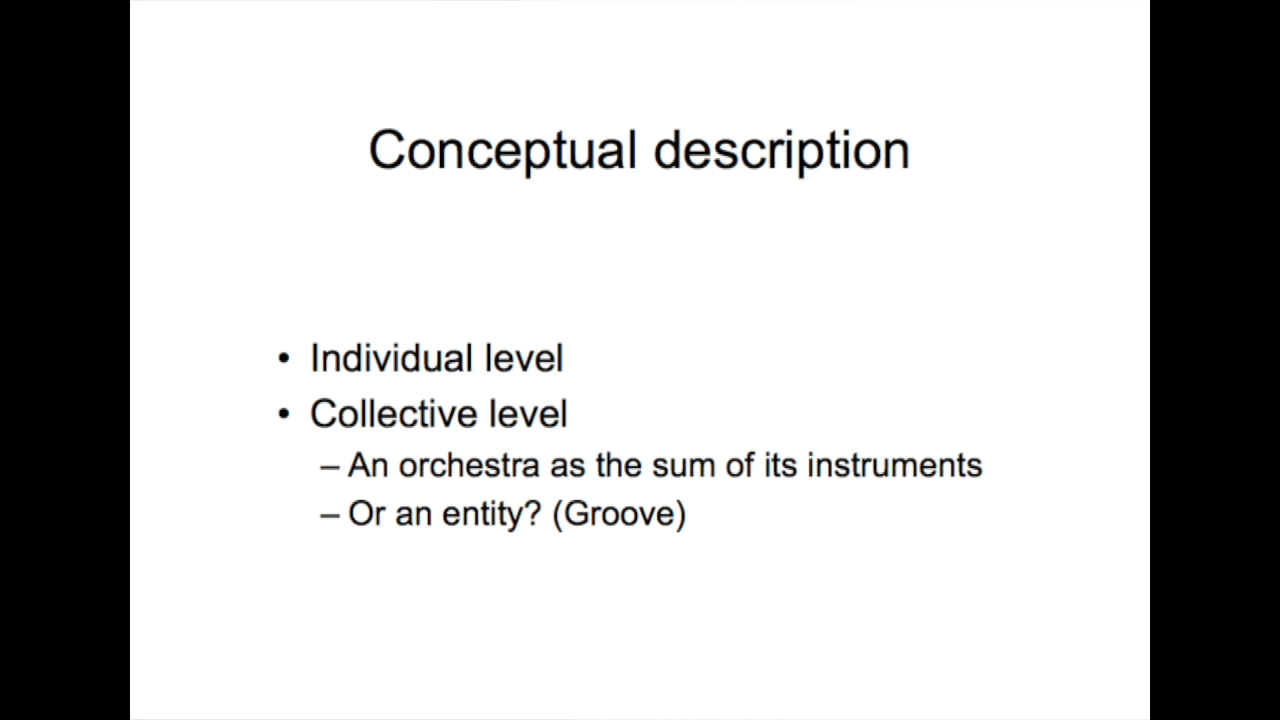 Conceptual description
• Individual level
• Collective level
– An orchestra as the sum of its instruments
– Or an entity? (Groove)